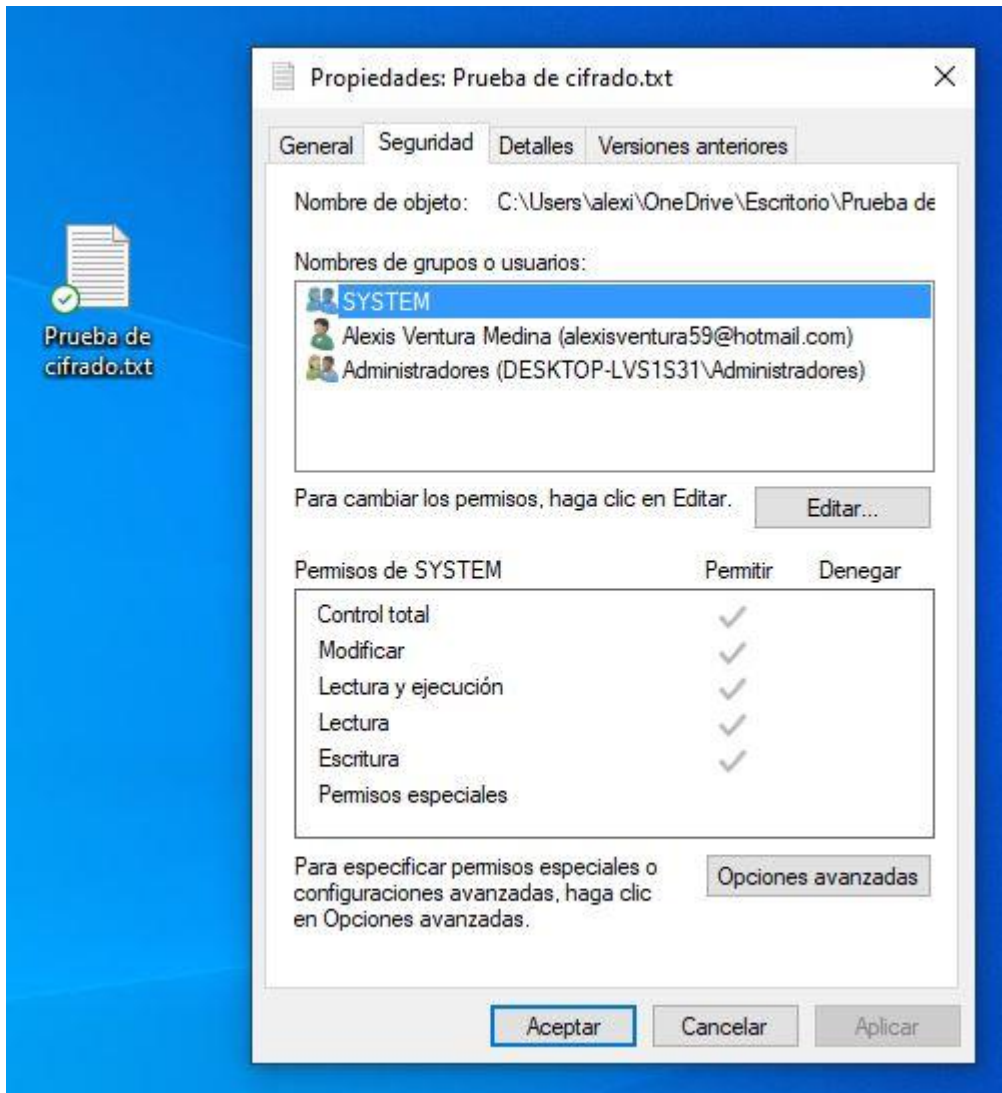 Propiedades: Prueba de cifrado.txt
General Seguridad Detalles Versiones anteriores
Nombre de objeto: C:\Users\alexi\OneDrive\Escritorio\Prueba de
Nombres de grupos o usuarios:
SYSTEM
Alexis Ventura Medina (alexisventura59@hotmail.com)
Administradores (DESKTOP-LVS1S31\Administradores)
Prueba de
cifrado.txt
Para cambiar los permisos, haga clic en Editar. Editar...
Permisos de SYSTEM Permitir Denegar
Control total
Modificar
Lectura y ejecución
Lectura
Escritura
Permisos especiales
Para especificar permisos especiales o
configuraciones avanzadas, haga clic
en Opciones avanzadas.
Opciones avanzadas
Aceptar Cancelar Aplicar